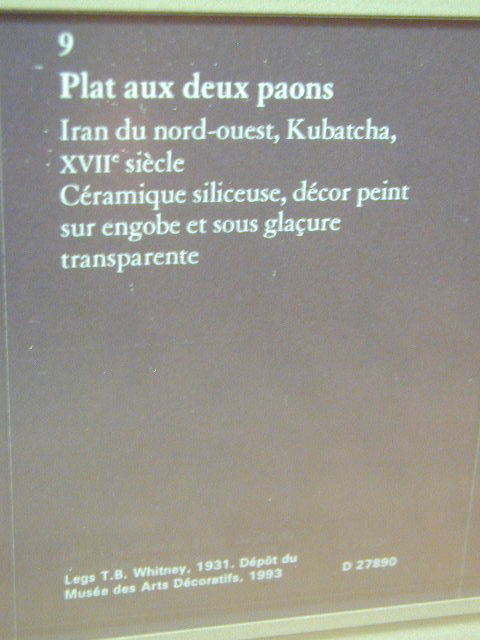 9
Plat aux deux paons
Iran du nord-ouest, Kubatcha,
XVIIe siècle
Céramique siliceuse, décor peint
sur engobe et sous glaçure
transparente
Legs T.B. Whitney, 1931. Dépôt du
Musée des Arts Décoratifs, 1993
D 27890